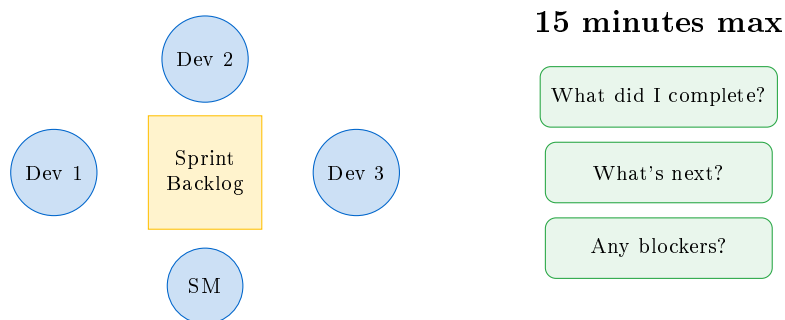 15 minutes max
Dev 2
What did I complete?
Dev 1
Sprint
Backlog
Dev 3
What's next?
Any blockers?
SM